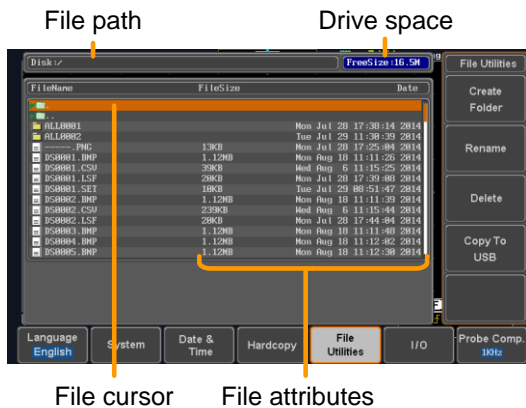 File path
Drive space
Disk:/
FreeSize:16.5M
File Utilities
FileName FileSize Date
.
..
ALL0001 Mon Jul 28 17:38:14 2014
ALL0002 Tue Jul 29 11:30:39 2014
-----.PNG 13KB Mon Jul 28 17:25:04 2014
DS0001.BMP 1.12MB Mon Aug 18 11:11:26 2014
DS0001.CSV 39KB Wed Aug 6 11:15:25 2014
DS0001.LSF 20KB Mon Jul 28 17:39:08 2014
DS0001.SET 10KB Tue Jul 29 08:51:47 2014
DS0002.BMP 1.12MB Mon Aug 18 11:11:39 2014
DS0002.CSV 239KB Wed Aug 6 11:15:44 2014
DS0002.LSF 20KB Mon Jul 28 17:44:04 2014
DS0003.BMP 1.12MB Mon Aug 18 11:11:48 2014
DS0004.BMP 1.12MB Mon Aug 18 11:12:02 2014
DS0005.BMP 1.12MB Mon Aug 18 11:12:30 2014
Create
Folder
Rename
Delete
Copy To
USB
Language
English
System
Date &
Time
Hardcopy
File
Utilities
I/O
Probe Comp.
1KHz
File cursor
File attributes